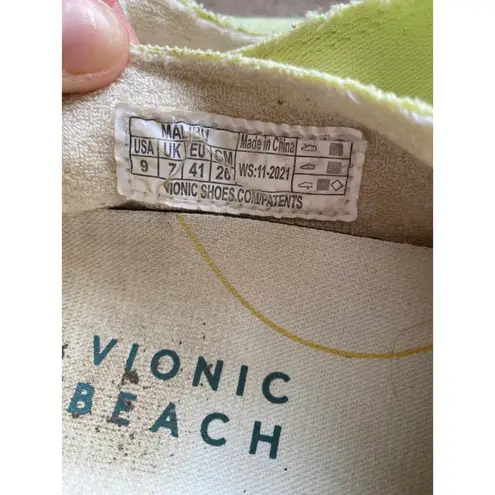 MALIBU
USA UK EU CM
9 7 41 26
Made in China
WS:11-2021
VIONIC SHOES.COM/PATENTS
VIONIC
BEACH